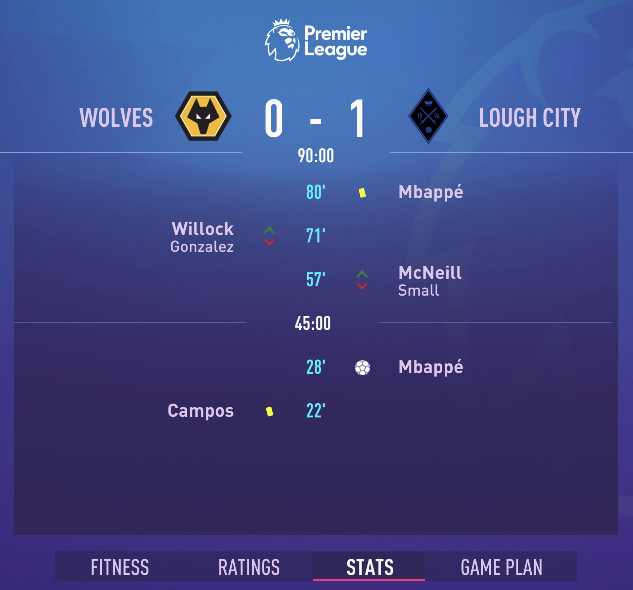 Premier
League
WOLVES 0 - 1 LOUGH CITY
90:00
80' Mbappé
Willock 71'
Gonzalez
57' McNeill
Small
45:00
28' Mbappé
Campos 22'
FITNESS RATINGS STATS GAME PLAN